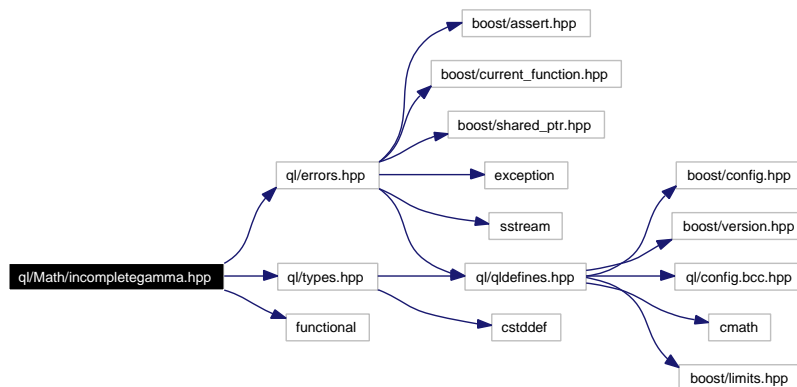 boost/assert.hpp
boost/current_function.hpp
boost/shared_ptr.hpp
ql/errors.hpp
exception
boost/config.hpp
sstream
boost/version.hpp
ql/Math/incompletegamma.hpp
ql/types.hpp
ql/qldefines.hpp
ql/config.bcc.hpp
functional
cstddef
cmath
boost/limits.hpp